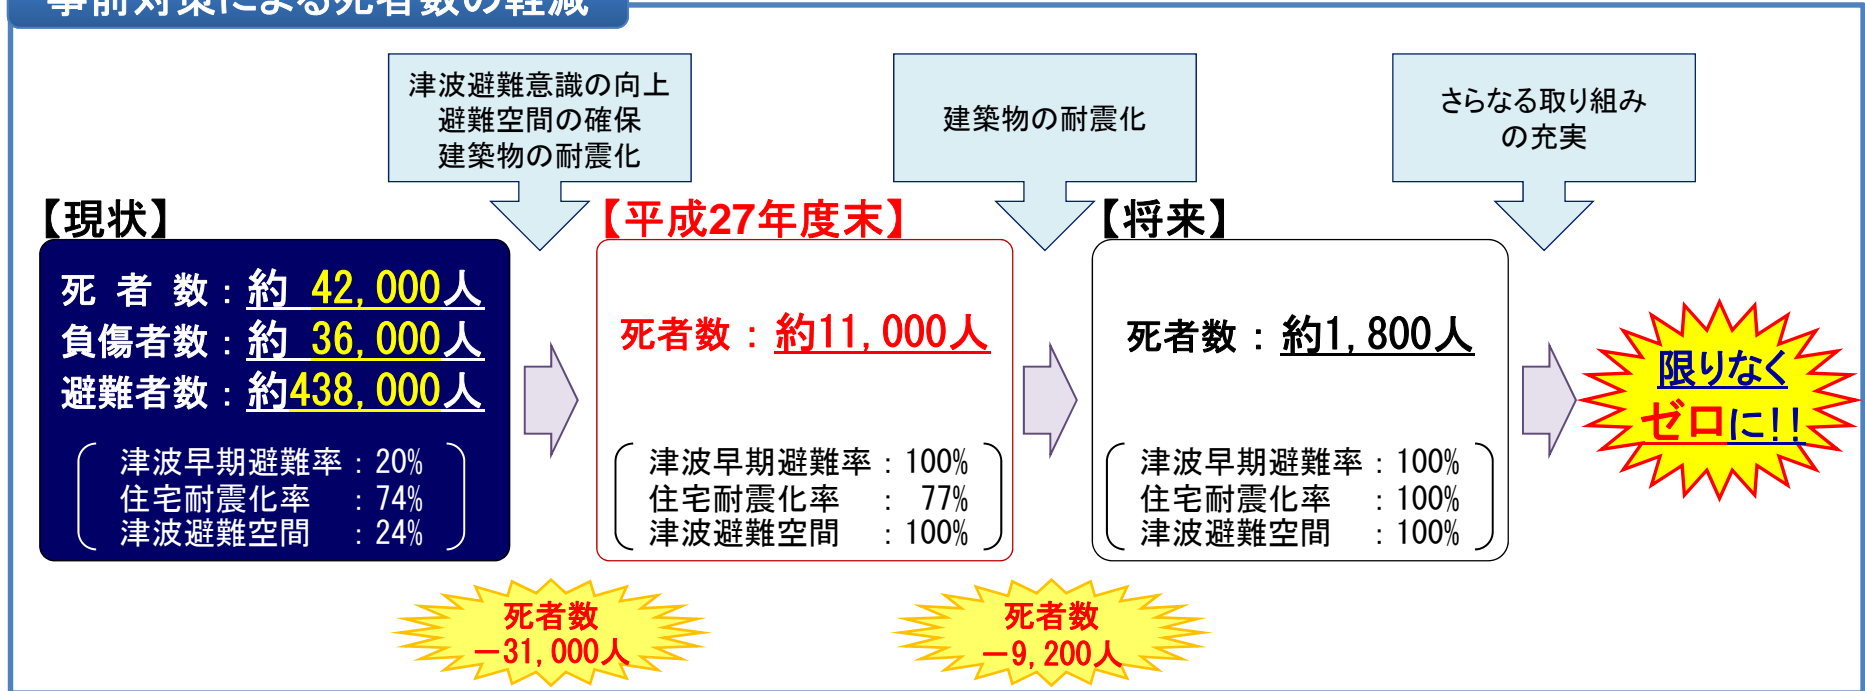 事前対策による死者数の軽減
津波避難意識の向上
避難空間の確保
建築物の耐震化
建築物の耐震化
さらなる取り組み
の充実
【現状】
死者数：約 42,000人
負傷者数：約 36,000人
避難者数：約438,000人
津波早期避難率：20%
住宅耐震化率：74%
津波避難空間：24%
【平成27年度末】
死者数：約11,000人
津波早期避難率：100%
住宅耐震化率：77%
津波避難空間：100%
【将来】
死者数：約1,800人
津波早期避難率：100%
住宅耐震化率：100%
津波避難空間：100%
限りなく
ゼロに!!
死者数
－31,000人
死者数
－9,200人